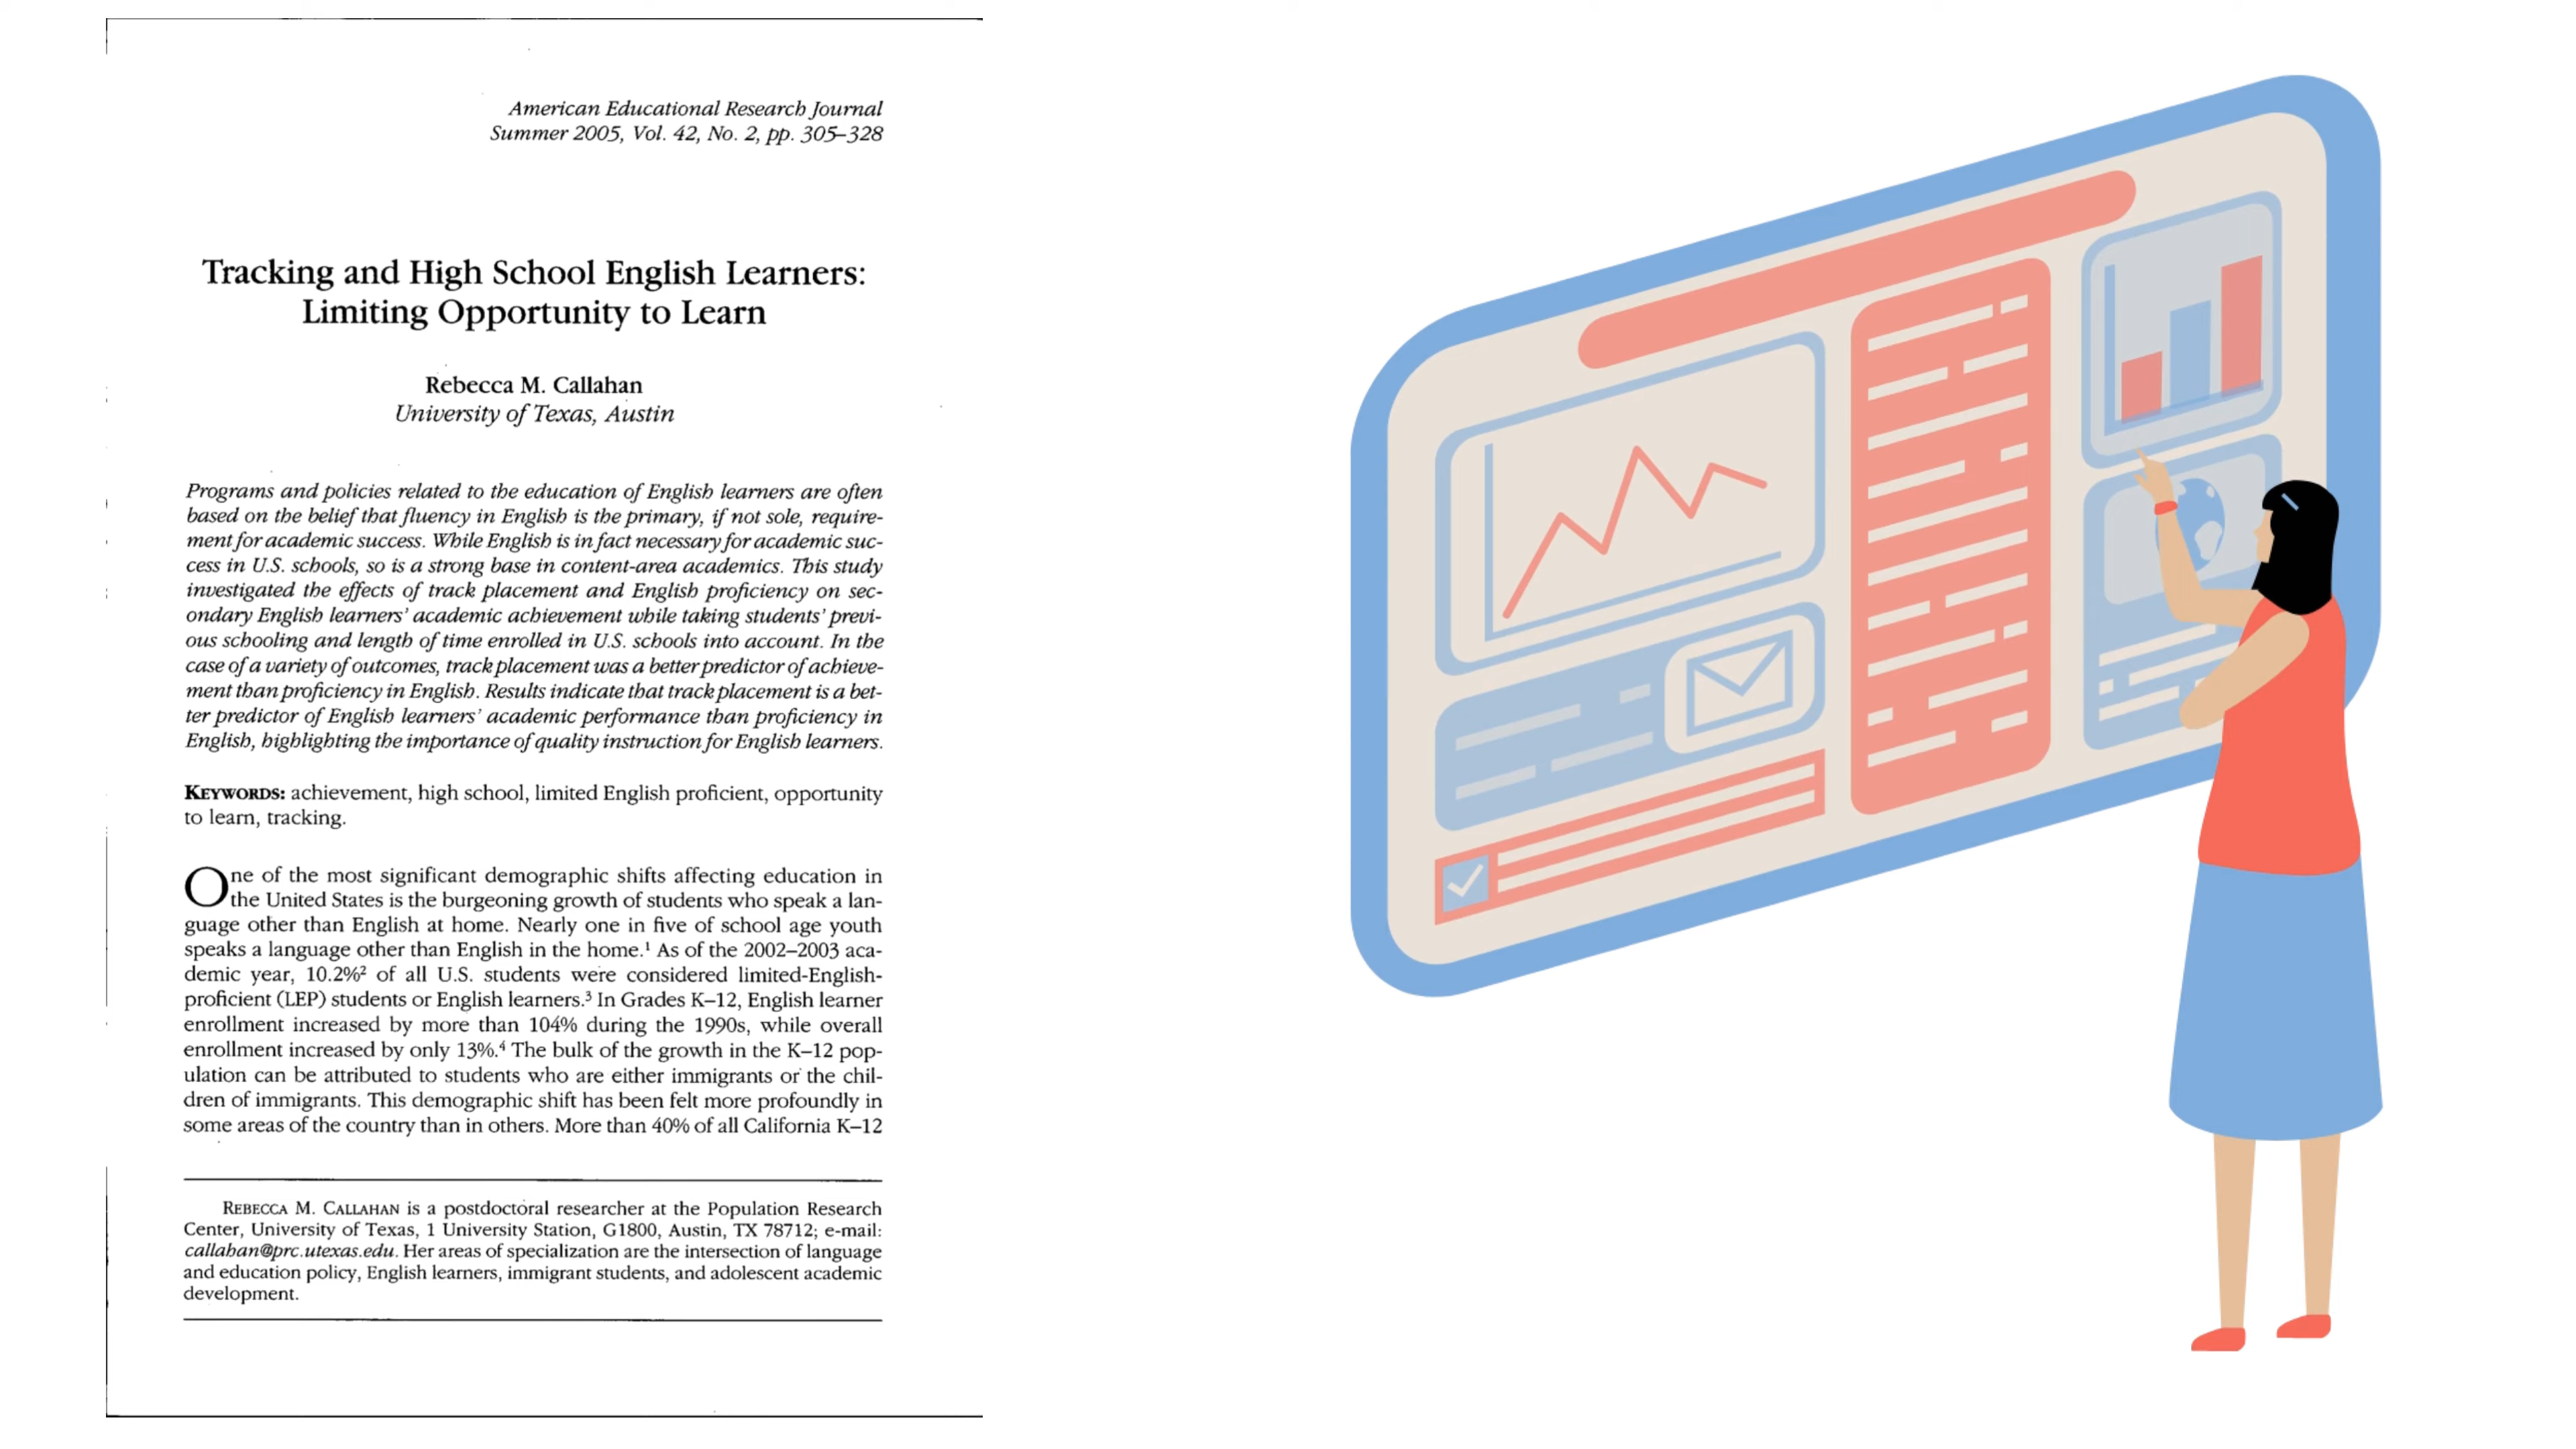 American Educational Research Journal
Summer 2005, Vol. 42, No. 2, pp. 305–328
Tracking and High School English Learners:
Limiting Opportunity to Learn
Rebecca M. Callahan
University of Texas, Austin
Programs and policies related to the education of English learners are often
based on the belief that fluency in English is the primary, if not sole, require-
ment for academic success. While English is in fact necessary for academic suc-
cess in U.S. schools, so is a strong base in content-area academics. This study
investigated the effects of track placement and English proficiency on sec-
ondary English learners' academic achievement while taking students' previ-
ous schooling and length of time enrolled in U.S. schools into account. In the
case of a variety of outcomes, track placement was a better predictor of achieve-
ment than proficiency in English. Results indicate that track placement is a bet-
ter predictor of English learners' academic performance than proficiency in
English, highlighting the importance of quality instruction for English learners.
KEYWORDS: achievement, high school, limited English proficient, opportunity
to learn, tracking.
One of the most significant demographic shifts affecting education in
the United States is the burgeoning growth of students who speak a lan-
guage other than English at home. Nearly one in five of school age youth
speaks a language other than English in the home.¹ As of the 2002–2003 aca-
demic year, 10.2%² of all U.S. students were considered limited-English-
proficient (LEP) students or English learners.³ In Grades K–12, English learner
enrollment increased by more than 104% during the 1990s, while overall
enrollment increased by only 13%.⁴ The bulk of the growth in the K–12 pop-
ulation can be attributed to students who are either immigrants or the chil-
dren of immigrants. This demographic shift has been felt more profoundly in
some areas of the country than in others. More than 40% of all California K–12
REBECCA M. CALLAHAN is a postdoctoral researcher at the Population Research
Center, University of Texas, 1 University Station, G1800, Austin, TX 78712; e-mail:
callahan@prc.utexas.edu. Her areas of specialization are the intersection of language
and education policy, English learners, immigrant students, and adolescent academic
development.